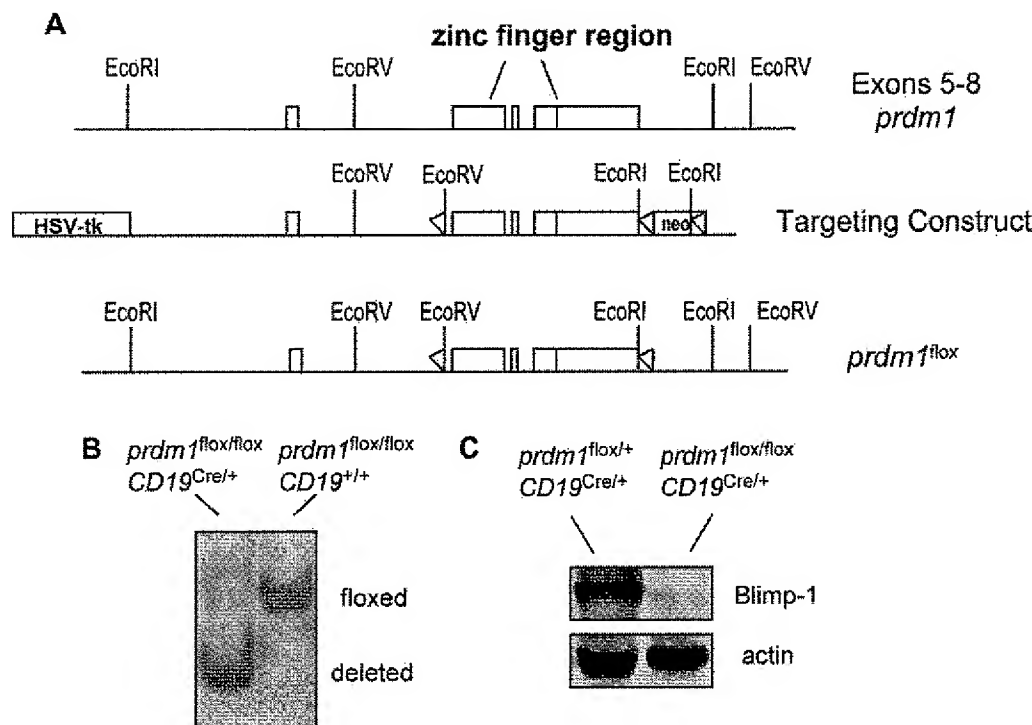 A
zinc finger region
EcoRI EcoRV EcoRI EcoRV
Exons 5-8
prdm1
EcoRV EcoRV EcoRI EcoRI
HSV-tk neo Targeting Construct
EcoRI EcoRV EcoRV EcoRI EcoRI EcoRV
prdm1flox
B prdm1flox/flox prdm1flox/flox
CD19Cre/+ CD19+/+
floxed
deleted
C prdm1flox/+ prdm1flox/flox
CD19Cre/+ CD19Cre/+
Blimp-1
actin